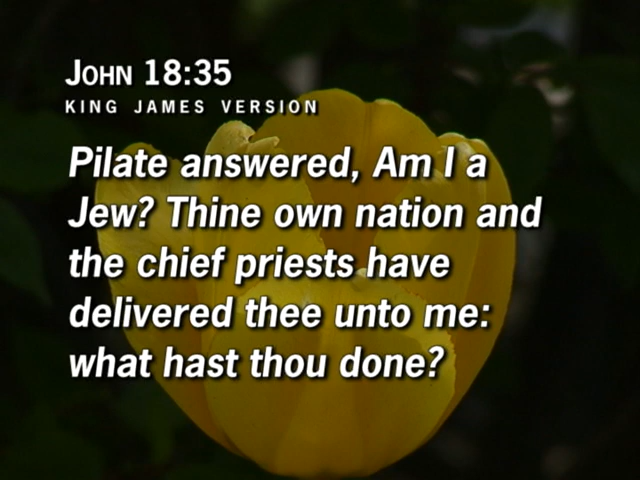 John 18:35
KING JAMES VERSION
Pilate answered, Am I a
Jew? Thine own nation and
the chief priests have
delivered thee unto me:
what hast thou done?